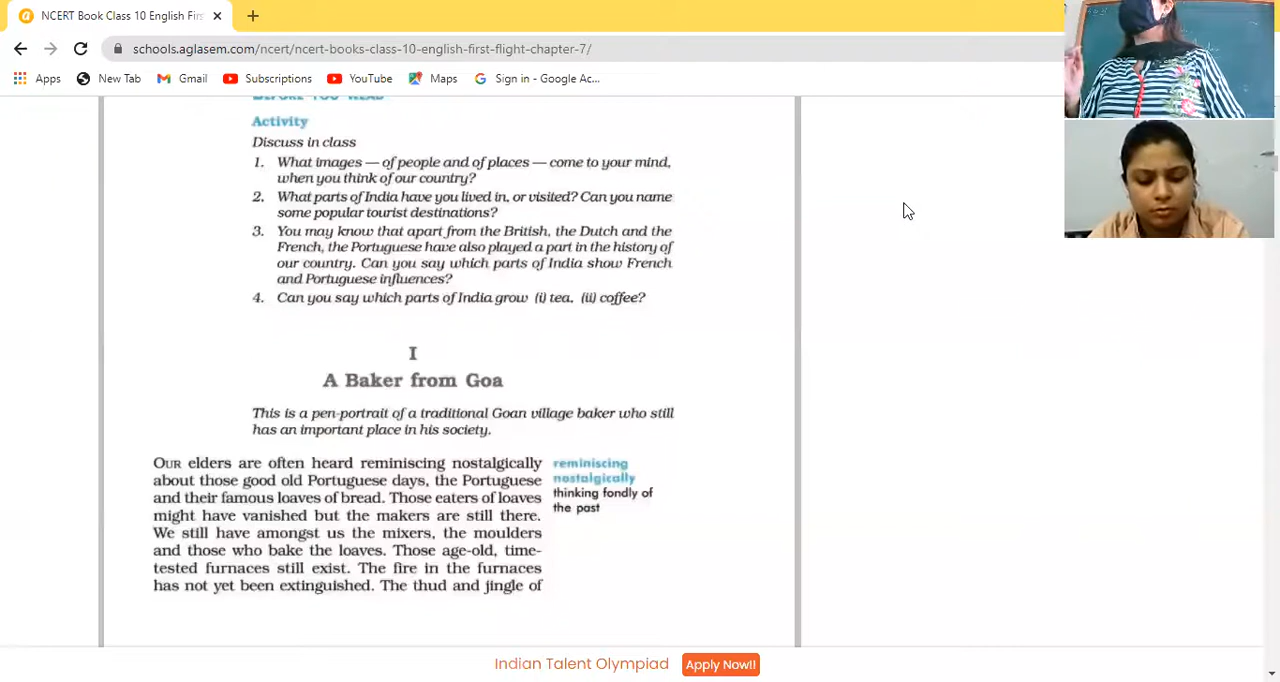 NCERT Book Class 10 English Firs
schools.aglasem.com/ncert/ncert-books-class-10-english-first-flight-chapter-7/
Apps New Tab Gmail Subscriptions YouTube Maps Sign in - Google Ac...
BEFORE YOU READ
Activity
Discuss in class
1. What images — of people and of places — come to your mind,
when you think of our country?
2. What parts of India have you lived in, or visited? Can you name
some popular tourist destinations?
3. You may know that apart from the British, the Dutch and the
French, the Portuguese have also played a part in the history of
our country. Can you say which parts of India show French
and Portuguese influences?
4. Can you say which parts of India grow (i) tea, (ii) coffee?
I
A Baker from Goa
This is a pen-portrait of a traditional Goan village baker who still
has an important place in his society.
OUR elders are often heard reminiscing nostalgically
about those good old Portuguese days, the Portuguese
and their famous loaves of bread. Those eaters of loaves
might have vanished but the makers are still there.
We still have amongst us the mixers, the moulders
and those who bake the loaves. Those age-old, time-
tested furnaces still exist. The fire in the furnaces
has not yet been extinguished. The thud and jingle of
reminiscing
nostalgically
thinking fondly of
the past
Indian Talent Olympiad Apply Now!!